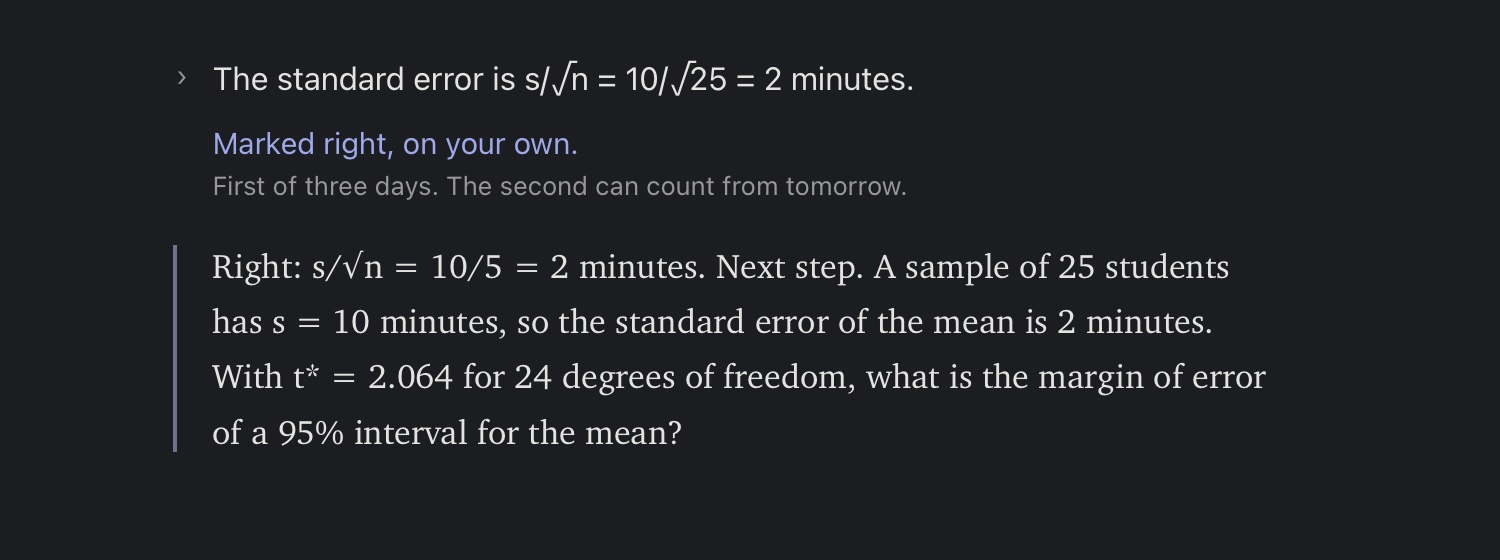 › The standard error is s/√n = 10/√25 = 2 minutes.
Marked right, on your own.
First of three days. The second can count from tomorrow.
Right: s/√n = 10/5 = 2 minutes. Next step. A sample of 25 students
has s = 10 minutes, so the standard error of the mean is 2 minutes.
With t* = 2.064 for 24 degrees of freedom, what is the margin of error
of a 95% interval for the mean?